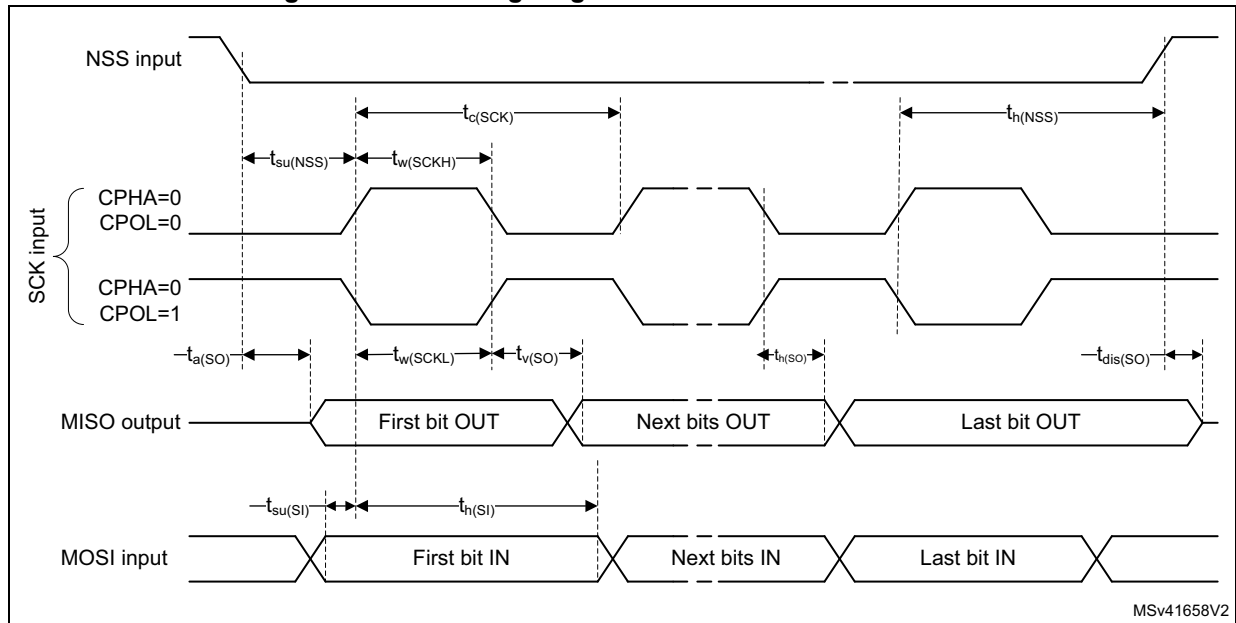 NSS input
tc(SCK)
th(NSS)
tsu(NSS)
tw(SCKH)
SCK input
CPHA=0
CPOL=0
CPHA=0
CPOL=1
ta(SO)
tw(SCKL)
tv(SO)
th(SO)
tdis(SO)
MISO output
First bit OUT
Next bits OUT
Last bit OUT
tsu(SI)
th(SI)
MOSI input
First bit IN
Next bits IN
Last bit IN
MSv41658V2